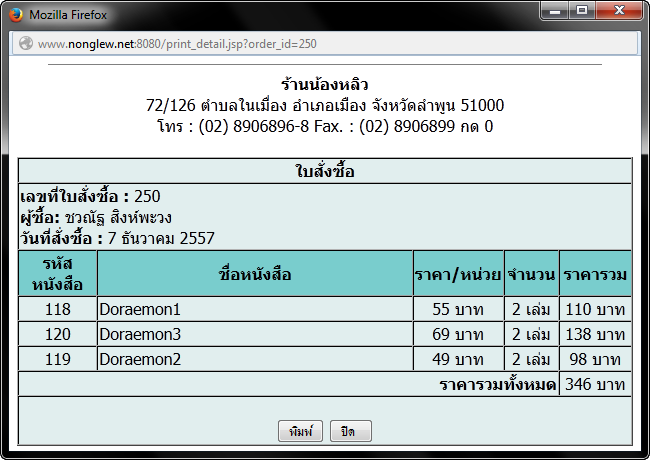 Mozilla Firefox
www.nonglew.net:8080/print_detail.jsp?order_id=250
ร้านน้องหลิว
72/126 ตำบลในเมือง อำเภอเมือง จังหวัดลำพูน 51000
โทร : (02) 8906896-8 Fax. : (02) 8906899 กด 0
ใบสั่งซื้อ
เลขที่ใบสั่งซื้อ : 250
ผู้ซื้อ: ชวณัฐ สิงห์พะวง
วันที่สั่งซื้อ : 7 ธันวาคม 2557
รหัส
หนังสือ ชื่อหนังสือ ราคา/หน่วย จำนวน ราคารวม
118 Doraemon1 55 บาท 2 เล่ม 110 บาท
120 Doraemon3 69 บาท 2 เล่ม 138 บาท
119 Doraemon2 49 บาท 2 เล่ม 98 บาท
ราคารวมทั้งหมด 346 บาท
พิมพ์ ปิด